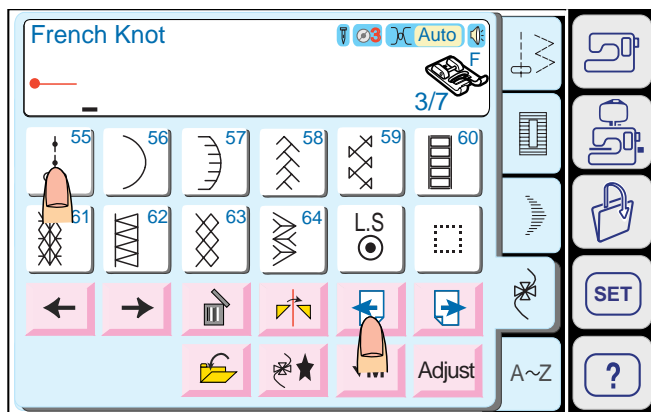 French Knot
3 Auto
F
3/7
55 56 57 58 59 60
61 62 63 64 L.S
SET
M Adjust A~Z ?